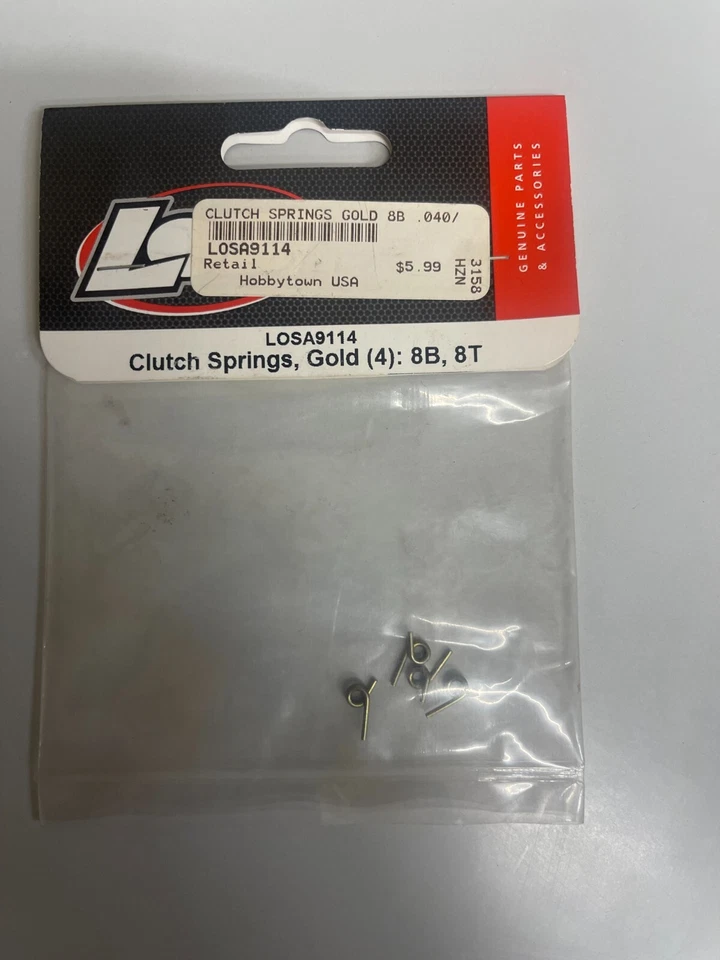 CLUTCH SPRINGS GOLD 8B .040/
LOSA9114
Retail $5.99
Hobbytown USA
3158
HZN
GENUINE PARTS
& ACCESSORIES
LOSA9114
Clutch Springs, Gold (4): 8B, 8T